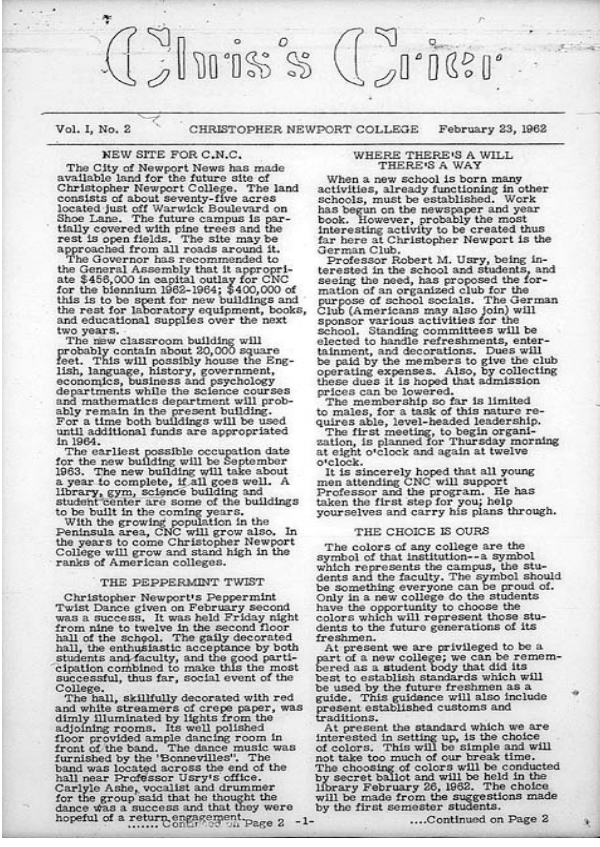 Chris's Crier
Vol. I, No. 2 CHRISTOPHER NEWPORT COLLEGE February 23, 1962
NEW SITE FOR C.N.C.
The City of Newport News has made
available land for the future site of
Christopher Newport College. The land
consists of about seventy-five acres
located just off Warwick Boulevard on
Shoe Lane. The future campus is par-
tially covered with pine trees and the
rest is open fields. The site may be
approached from all roads around it.
The Governor has recommended to
the General Assembly that it appropri-
ate $456,000 in capital outlay for CNC
for the biennium 1962-1964; $400,000 of
this is to be spent for new buildings and
the rest for laboratory equipment, books,
and educational supplies over the next
two years.
The new classroom building will
probably contain about 20,000 square
feet. This will possibly house the Eng-
lish, language, history, government,
economics, business and psychology
departments while the science courses
and mathematics department will prob-
ably remain in the present building.
For a time both buildings will be used
until additional funds are appropriated
in 1964.
The earliest possible occupation date
for the new building will be September
1963. The new building will take about
a year to complete, if all goes well. A
library, gym, science building and
student center are some of the buildings
to be built in the coming years.
With the growing population in the
Peninsula area, CNC will grow also. In
the years to come Christopher Newport
College will grow and stand high in the
ranks of American colleges.
THE PEPPERMINT TWIST
Christopher Newport's Peppermint
Twist Dance given on February second
was a success. It was held Friday night
from nine to twelve in the second floor
hall of the school. The gaily decorated
hall, the enthusiastic acceptance by both
students and faculty, and the good parti-
cipation combined to make this the most
successful, thus far, social event of the
College.
The hall, skillfully decorated with red
and white streamers of crepe paper, was
dimly illuminated by lights from the
adjoining rooms. Its well polished
floor provided ample dancing room in
front of the band. The dance music was
furnished by the 'Bonnevilles". The
band was located across the end of the
hall near Professor Usry's office.
Carlyle Ashe, vocalist and drummer
for the group said that he thought the
dance was a success and that they were
hopeful of a return engagement.
....... Continued on Page 2 -1-
WHERE THERE'S A WILL
THERE'S A WAY
When a new school is born many
activities, already functioning in other
schools, must be established. Work
has begun on the newspaper and year
book. However, probably the most
interesting activity to be created thus
far here at Christopher Newport is the
German Club.
Professor Robert M. Usry, being in-
terested in the school and students, and
seeing the need, has proposed the for-
mation of an organized club for the
purpose of school socials. The German
Club (Americans may also join) will
sponsor various activities for the
school. Standing committees will be
elected to handle refreshments, enter-
tainment, and decorations. Dues will
be paid by the members to give the club
operating expenses. Also, by collecting
these dues it is hoped that admission
prices can be lowered.
The membership so far is limited
to males, for a task of this nature re-
quires able, level-headed leadership.
The first meeting, to begin organi-
zation, is planned for Thursday morning
at eight o'clock and again at twelve
o'clock.
It is sincerely hoped that all young
men attending CNC will support
Professor and the program. He has
taken the first step for you; help
yourselves and carry his plans through.
THE CHOICE IS OURS
The colors of any college are the
symbol of that institution--a symbol
which represents the campus, the stu-
dents and the faculty. The symbol should
be something everyone can be proud of.
Only in a new college do the students
have the opportunity to choose the
colors which will represent those stu-
dents to the future generations of its
freshmen.
At present we are privileged to be a
part of a new college; we can be remem-
bered as a student body that did its
best to establish standards which will
be used by the future freshmen as a
guide. This guidance will also include
present established customs and
traditions.
At present the standard which we are
interested in setting up, is the choice
of colors. This will be simple and will
not take too much of our break time.
The choosing of colors will be conducted
by secret ballot and will be held in the
library February 26, 1962. The choice
will be made from the suggestions made
by the first semester students.
....Continued on Page 2